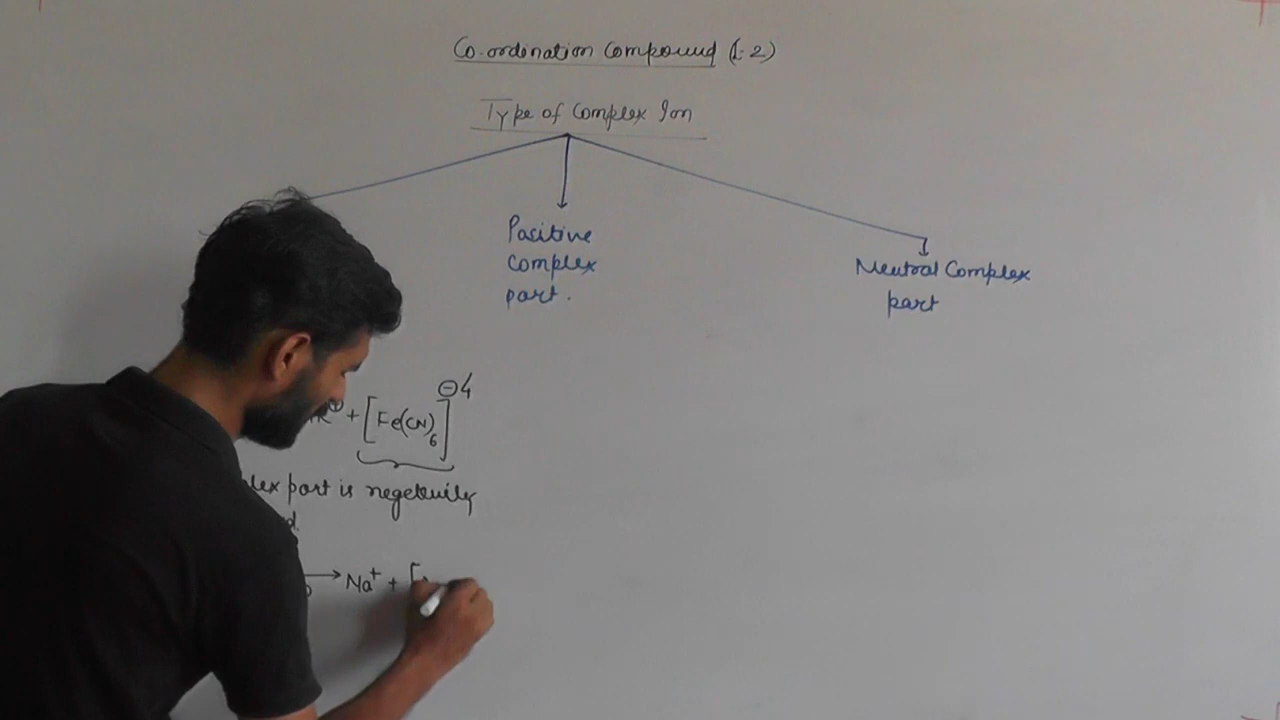 Co-ordination Compound (L-2)
Type of Complex Ion
Positive
Complex
part.
Neutral Complex
part
K⊕ + [Fe(CN)6]⊖4
lex part is negetively
d.
⟶ Na+ + [